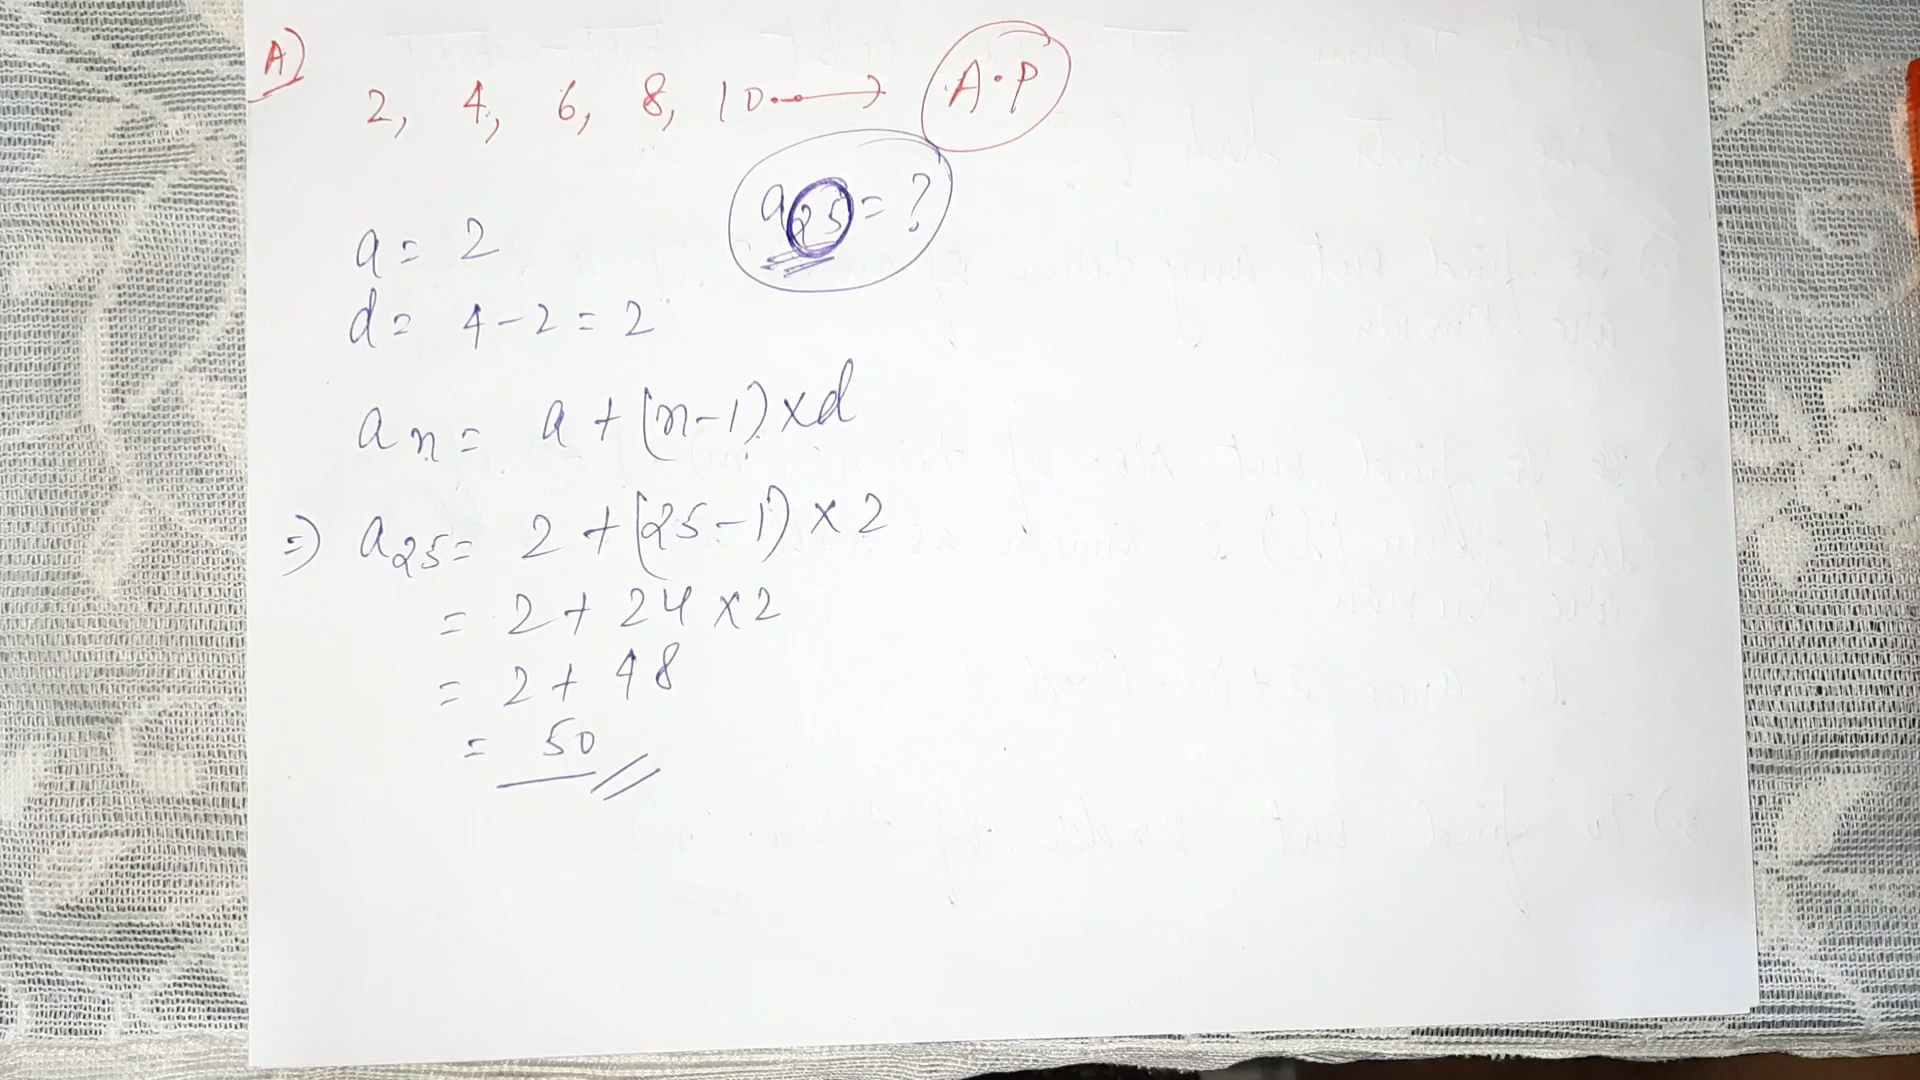 A)
2, 4, 6, 8, 10 ⟶ A.P
a25 = ?
a = 2
d = 4 - 2 = 2
an = a + (n-1) × d
⇒ a25 = 2 + (25-1) × 2
= 2 + 24 × 2
= 2 + 48
= 50